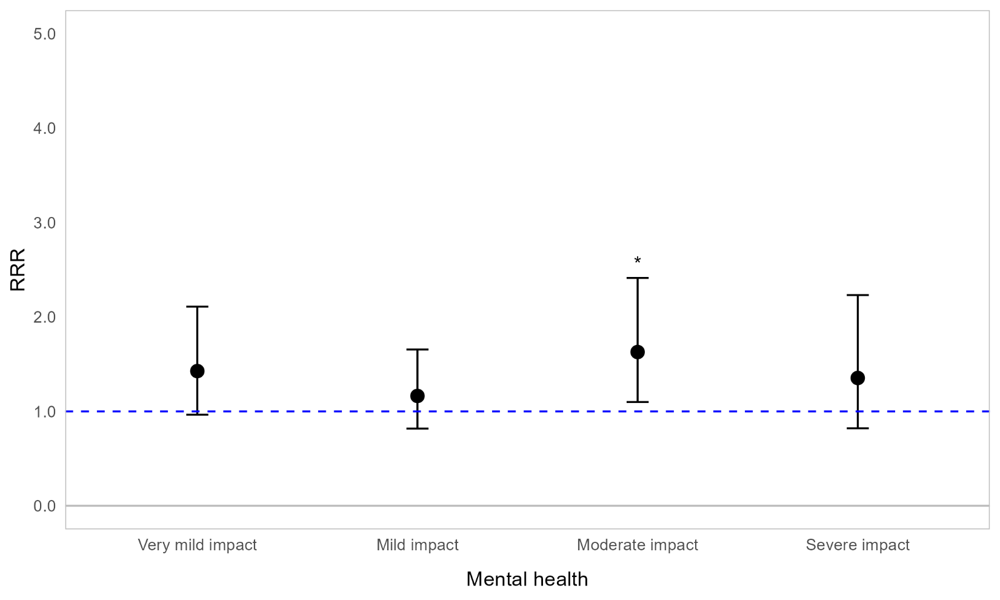 5.0
4.0
3.0
2.0
1.0
0.0
RRR
*
Very mild impact
Mild impact
Moderate impact
Severe impact
Mental health